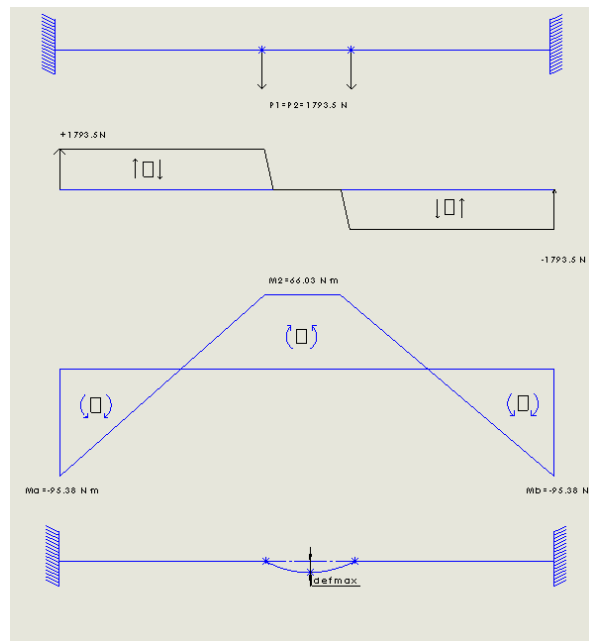 P1=P2=1793.5 N
+1793.5N
-1793.5 N
M2=66.03 N m
Ma=-95.38 N m
Mb=-95.38 N
defmax